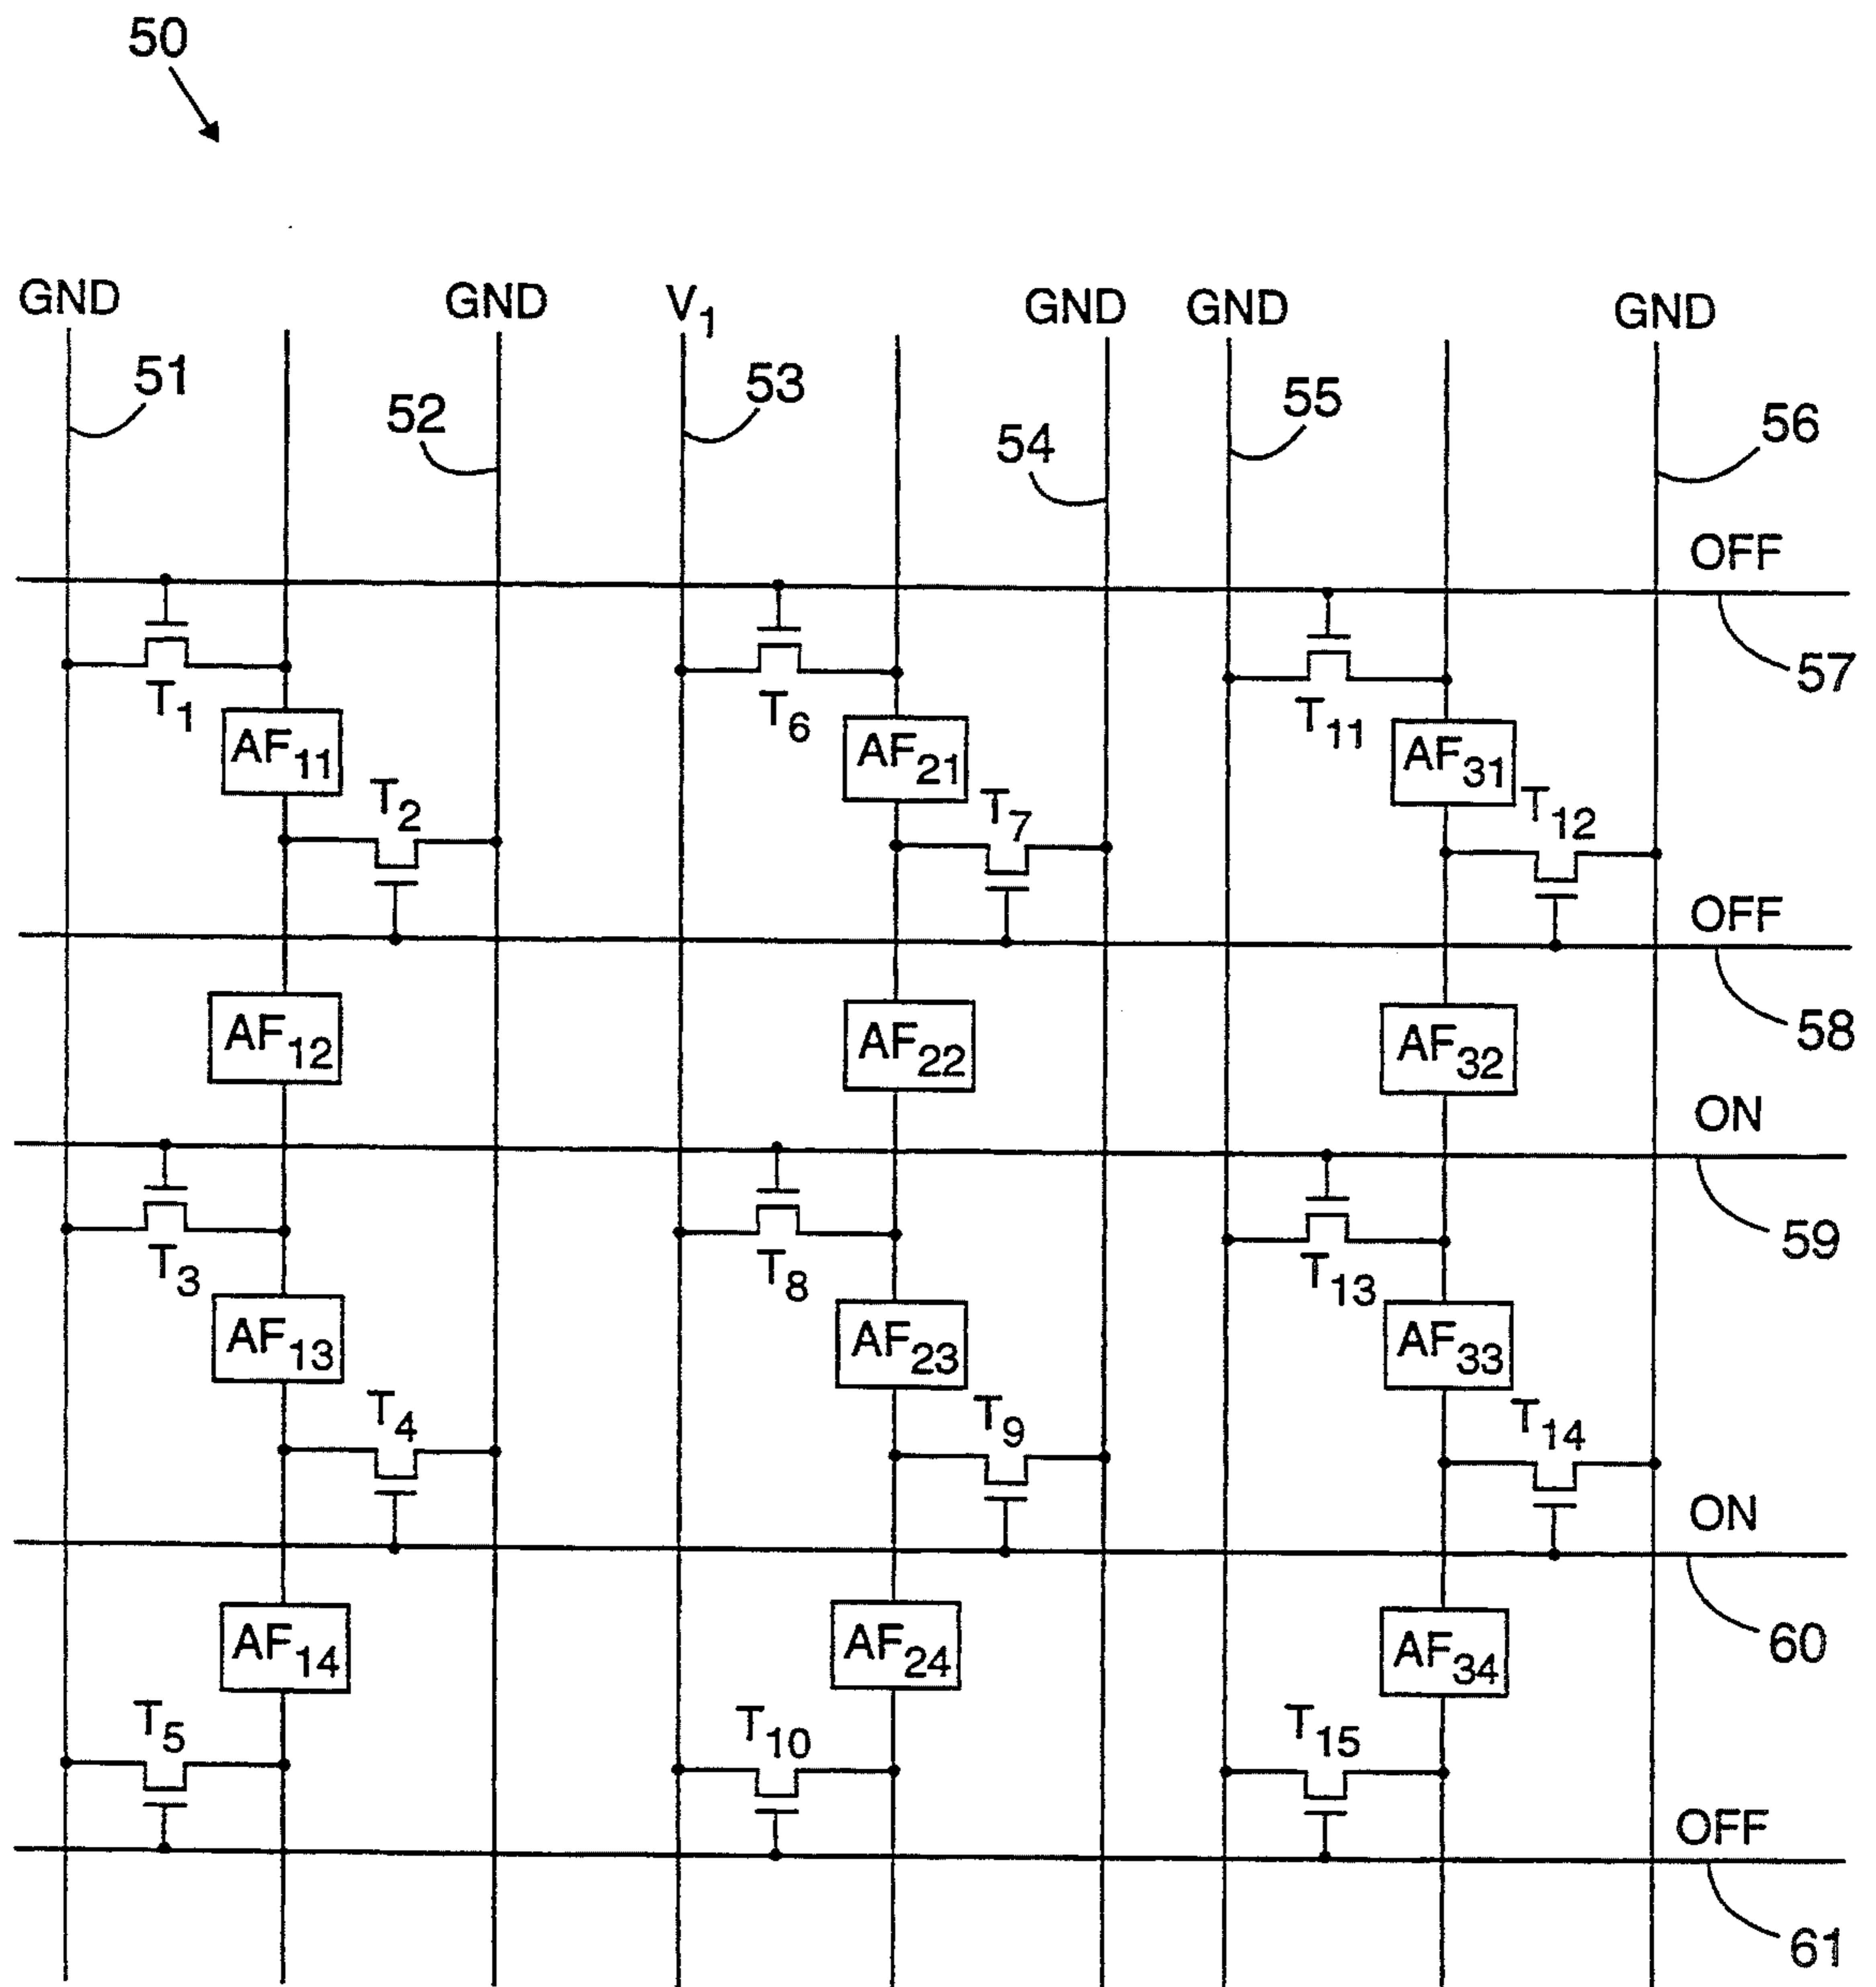 50
GND GND V1 GND GND GND
51 52 53 54 55 56
OFF
57
T1 T6 T11
AF11 AF21 AF31
T2 T7 T12
OFF
58
AF12 AF22 AF32
ON
59
T3 T8 T13
AF13 AF23 AF33
T4 T9 T14
ON
60
AF14 AF24 AF34
T5 T10 T15
OFF
61